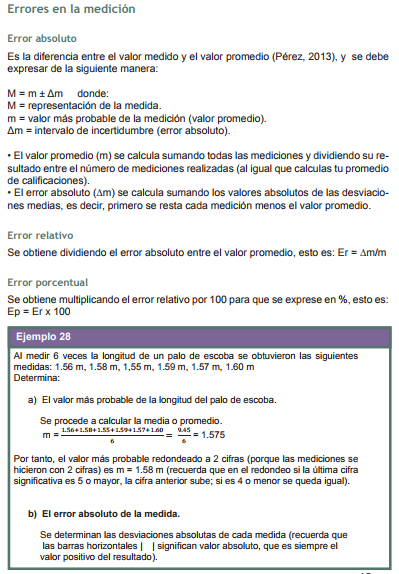 Errores en la medición
Error absoluto
Es la diferencia entre el valor medido y el valor promedio (Pérez, 2013), y se debe
expresar de la siguiente manera:
M = m ± Δm donde:
M = representación de la medida.
m = valor más probable de la medición (valor promedio).
Δm = intervalo de incertidumbre (error absoluto).
• El valor promedio (m) se calcula sumando todas las mediciones y dividiendo su re-
sultado entre el número de mediciones realizadas (al igual que calculas tu promedio
de calificaciones).
• El error absoluto (Δm) se calcula sumando los valores absolutos de las desviacio-
nes medias, es decir, primero se resta cada medición menos el valor promedio.
Error relativo
Se obtiene dividiendo el error absoluto entre el valor promedio, esto es: Er = Δm/m
Error porcentual
Se obtiene multiplicando el error relativo por 100 para que se exprese en %, esto es:
Ep = Er x 100
Ejemplo 28
Al medir 6 veces la longitud de un palo de escoba se obtuvieron las siguientes
medidas: 1.56 m, 1.58 m, 1,55 m, 1.59 m, 1.57 m, 1.60 m
Determina:
a) El valor más probable de la longitud del palo de escoba.
Se procede a calcular la media o promedio.
m = 1.56+1.58+1.55+1.59+1.57+1.60/6 = 9.45/6 = 1.575
Por tanto, el valor más probable redondeado a 2 cifras (porque las mediciones se
hicieron con 2 cifras) es m = 1.58 m (recuerda que en el redondeo si la última cifra
significativa es 5 o mayor, la cifra anterior sube; si es 4 o menor se queda igual).
b) El error absoluto de la medida.
Se determinan las desviaciones absolutas de cada medida (recuerda que
las barras horizontales | | significan valor absoluto, que es siempre el
valor positivo del resultado).